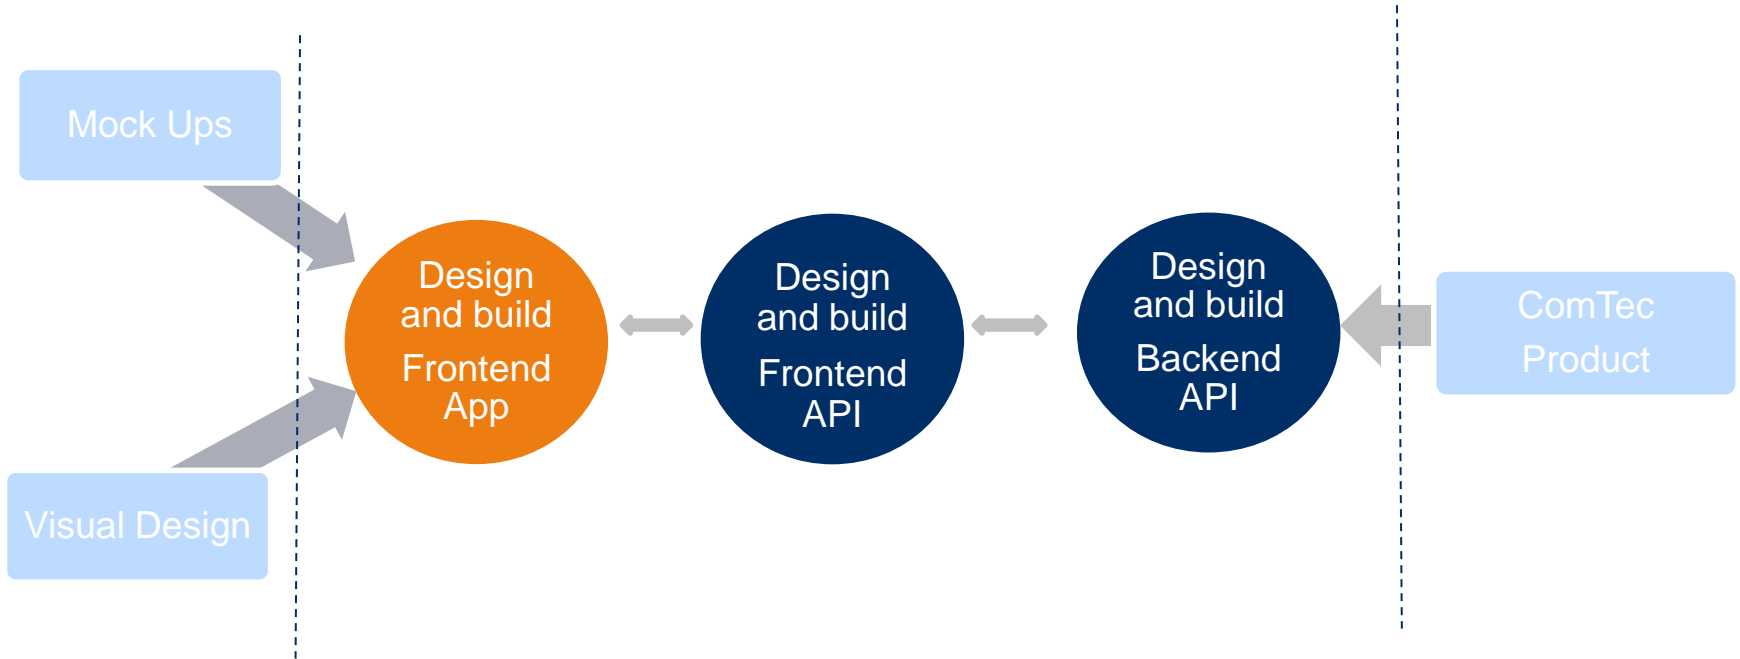 Mock Ups
Visual Design
Design
and build
Frontend
App
Design
and build
Frontend
API
Design
and build
Backend
API
ComTec
Product